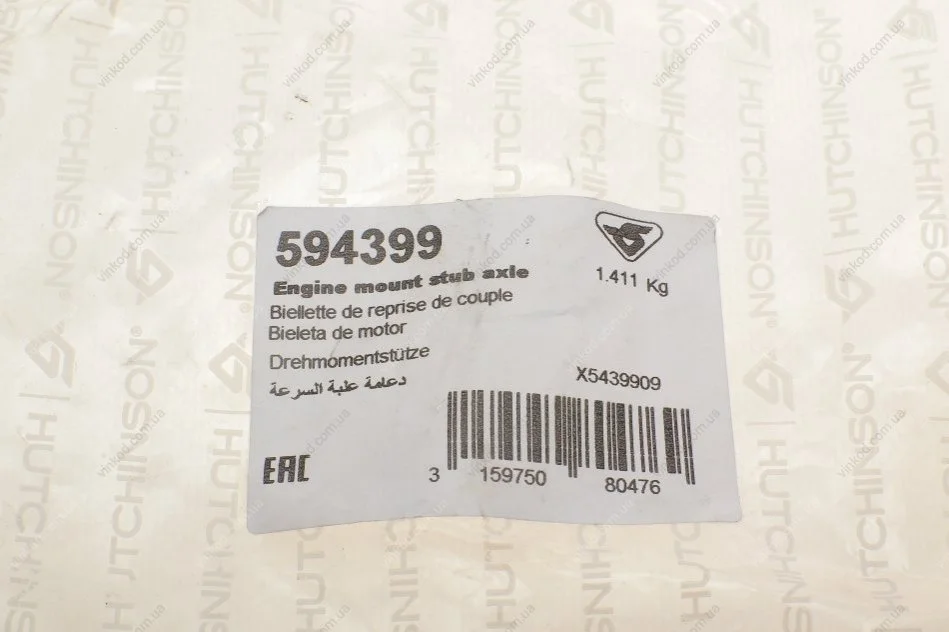 594399
Engine mount stub axle
1.411 Kg
Biellette de reprise de couple
Bieleta de motor
Drehmomentstütze
دعامة علبة السرعة
X5439909
EAC
3 159750 80476
HUTCHINSON
vinkod.com.ua